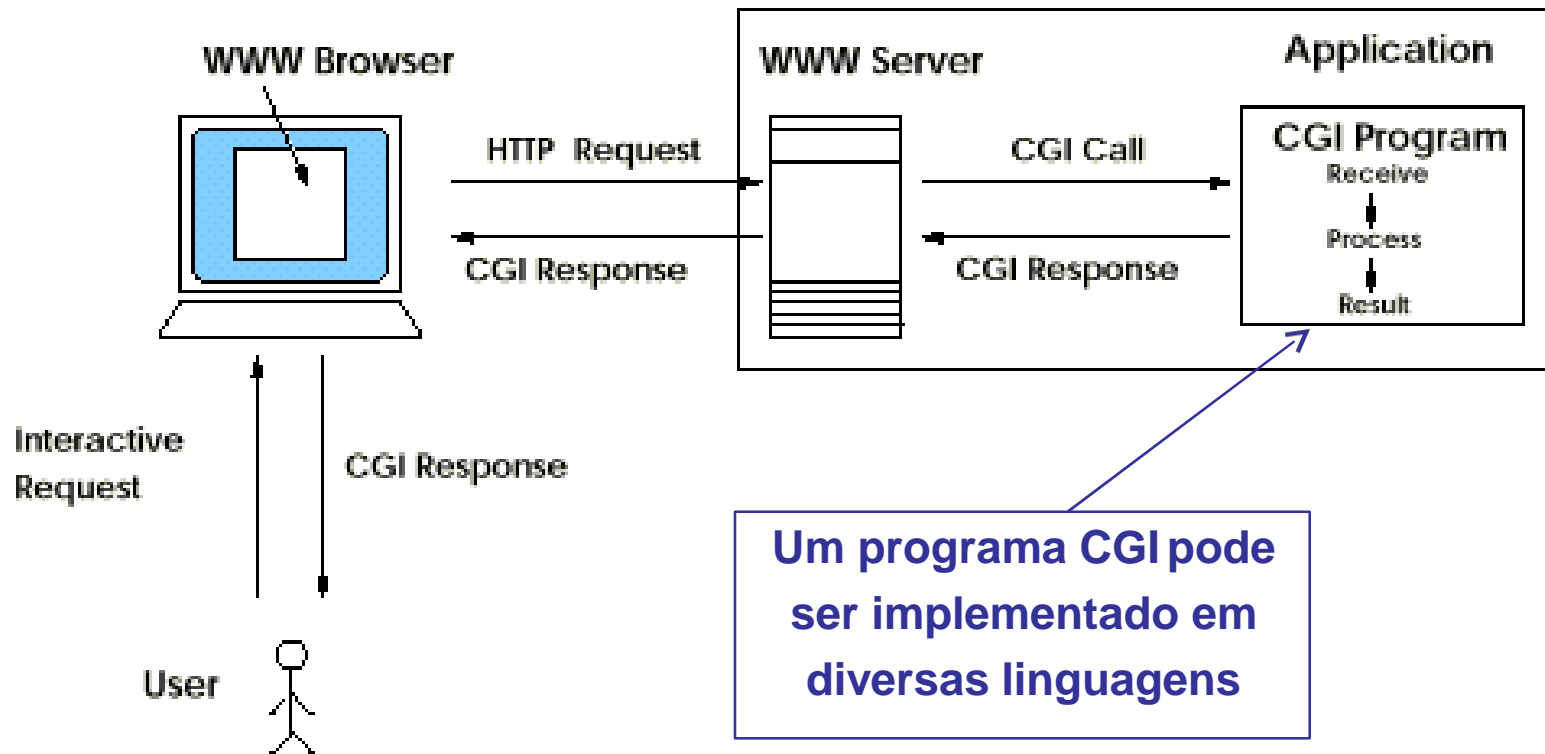 WWW Browser
WWW Server
Application
HTTP Request
CGI Response
CGI Call
CGI Response
CGI Program
Receive
Process
Result
Interactive
Request
CGI Response
User
Um programa CGI pode
ser implementado em
diversas linguagens